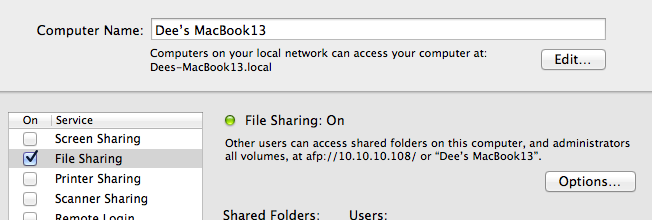 Computer Name: Dee's MacBook13
Computers on your local network can access your computer at:
Dees-MacBook13.local
Edit...
On Service
Screen Sharing
File Sharing
Printer Sharing
Scanner Sharing
Remote Login
File Sharing: On
Other users can access shared folders on this computer, and administrators
all volumes, at afp://10.10.10.108/ or “Dee's MacBook13”.
Options...
Shared Folders: Users: